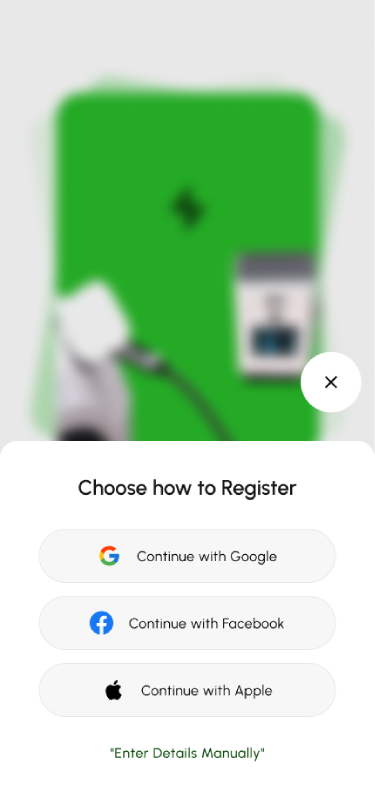 Choose how to Register
Continue with Google
Continue with Facebook
Continue with Apple
"Enter Details Manually"